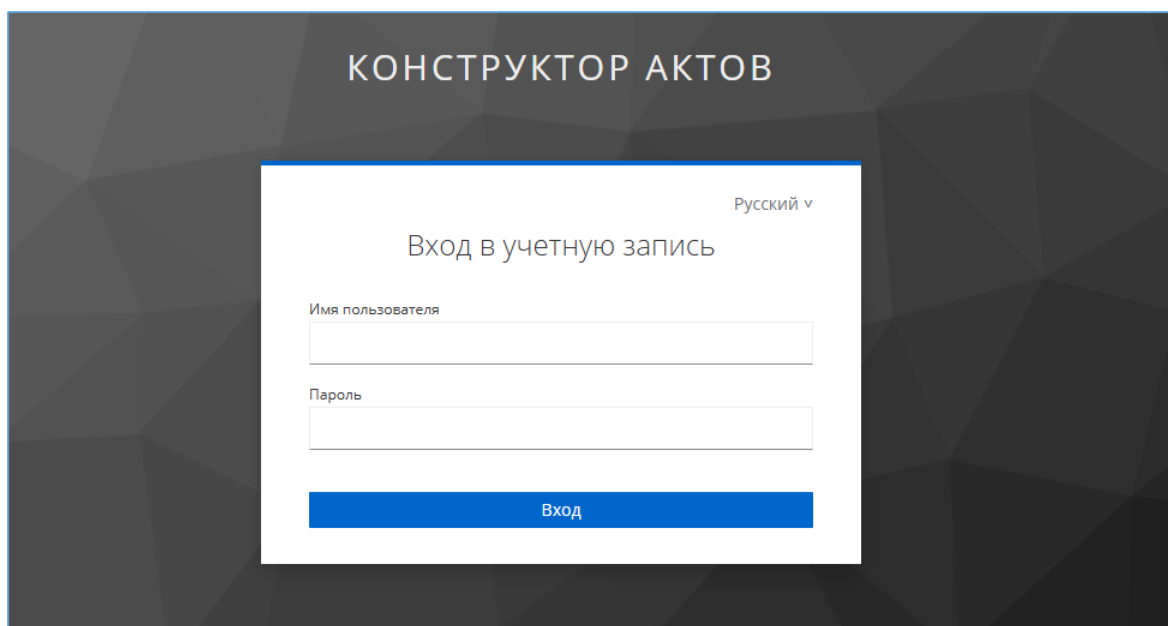 КОНСТРУКТОР АКТОВ
Русский
Вход в учетную запись
Имя пользователя
Пароль
Вход